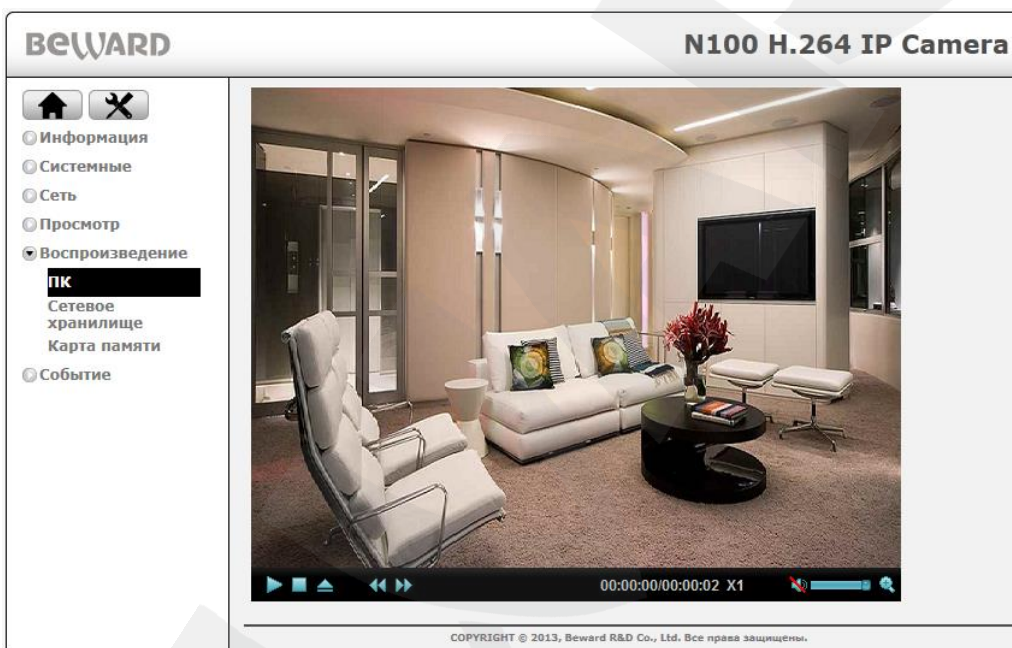 BEWARD
N100 H.264 IP Camera
Информация
Системные
Сеть
Просмотр
Воспроизведение
ПК
Сетевое
хранилище
Карта памяти
Событие
00:00:00/00:00:02 X1
COPYRIGHT © 2013, Beward R&D Co., Ltd. Все права защищены.